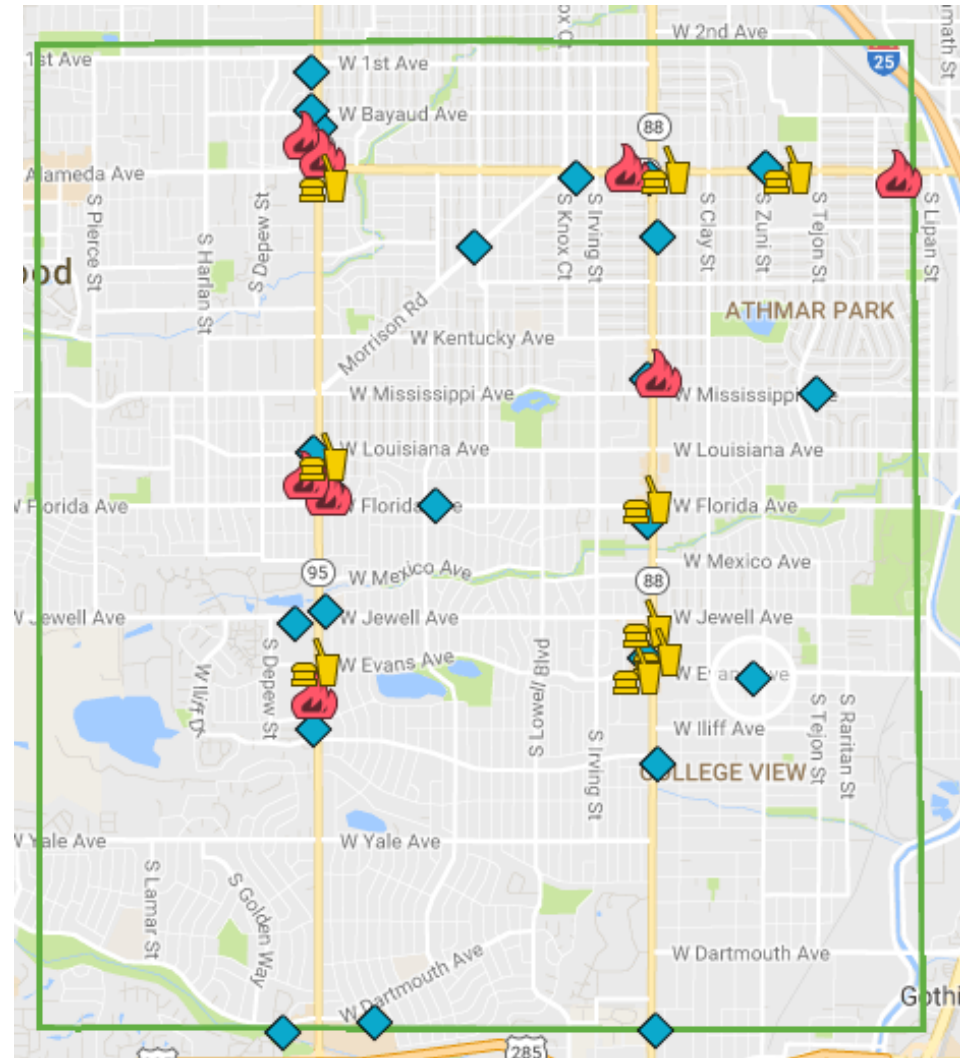 W 2nd Ave
1st Ave
W 1st Ave
25
W Bayaud Ave
88
Alameda Ave
S Pierce St
S Harlan St
S Depew St
S Knox Ct
S Irving St
S Clay St
S Zuni St
S Tejon St
S Lipan St
Morrison Rd
ATHMAR PARK
W Kentucky Ave
W Mississippi Ave
W Mississippi
W Louisiana Ave
W Louisiana Ave
W Florida Ave
W Florida Ave
95
W Mexico Ave
W Mexico Ave
88
W Jewell Ave
W Jewell Ave
W Jewell Ave
W Evans Ave
S Depew St
S Lowell Blvd
S Irving St
W Iliff Ave
S Tejon St
S Raritan St
COLLEGE VIEW
W Yale Ave
W Yale Ave
S Lamar St
S Golden Way
W Dartmouth Ave
W Dartmouth Ave
285